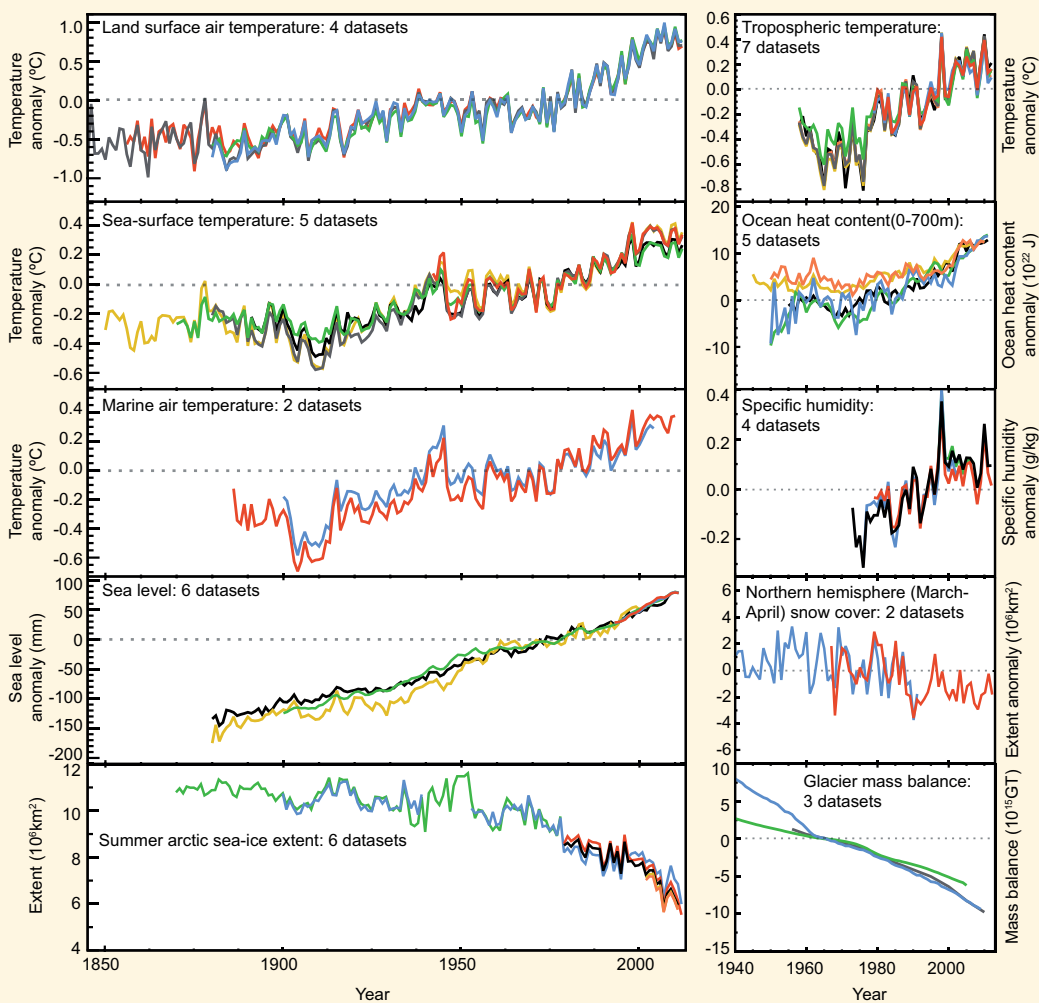 Land surface air temperature: 4 datasets
Temperature
anomaly (ºC)
1.0
0.5
0.0
-0.5
-1.0
Sea-surface temperature: 5 datasets
Temperature
anomaly (ºC)
0.4
0.2
0.0
-0.2
-0.4
-0.6
Marine air temperature: 2 datasets
Temperature
anomaly (ºC)
0.4
0.2
0.0
-0.2
-0.4
-0.6
Sea level: 6 datasets
Sea level
anomaly (mm)
100
50
0
-50
-100
-150
-200
Summer arctic sea-ice extent: 6 datasets
Extent (10⁶km²)
12
10
8
6
4
1850
1900
1950
2000
Year
Tropospheric temperature:
7 datasets
Temperature
anomaly (ºC)
0.6
0.4
0.2
0.0
-0.2
-0.4
-0.6
-0.8
Ocean heat content(0-700m):
5 datasets
Ocean heat content
anomaly (10²² J)
20
10
0
-10
Specific humidity:
4 datasets
Specific humidity
anomaly (g/kg)
0.4
0.2
0.0
-0.2
Northern hemisphere (March-
April) snow cover: 2 datasets
Extent anomaly (10⁶km²)
6
4
2
0
-2
-4
-6
Glacier mass balance:
3 datasets
Mass balance (10¹⁵GT)
10
5
0
-5
-10
-15
1940
1960
1980
2000
Year